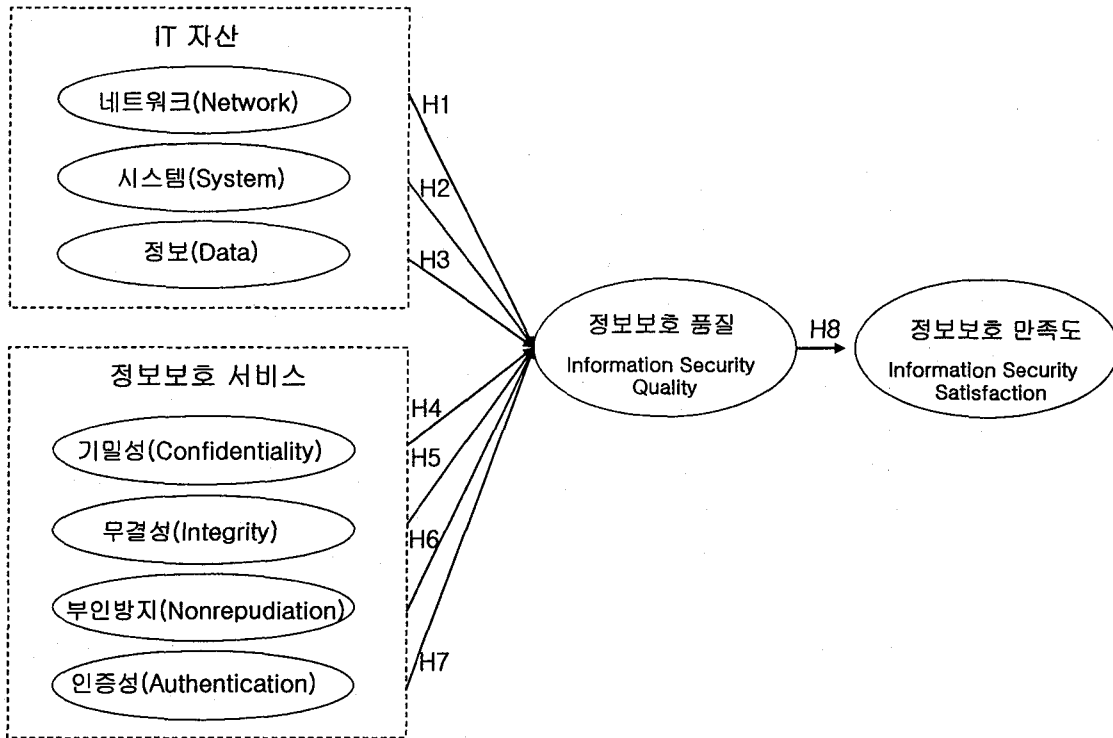 IT 자산
네트워크(Network)
시스템(System)
정보(Data)
H1
H2
H3
정보보호 서비스
기밀성(Confidentiality)
무결성(Integrity)
부인방지(Nonrepudiation)
인증성(Authentication)
H4
H5
H6
H7
정보보호 품질
Information Security
Quality
H8
정보보호 만족도
Information Security
Satisfaction